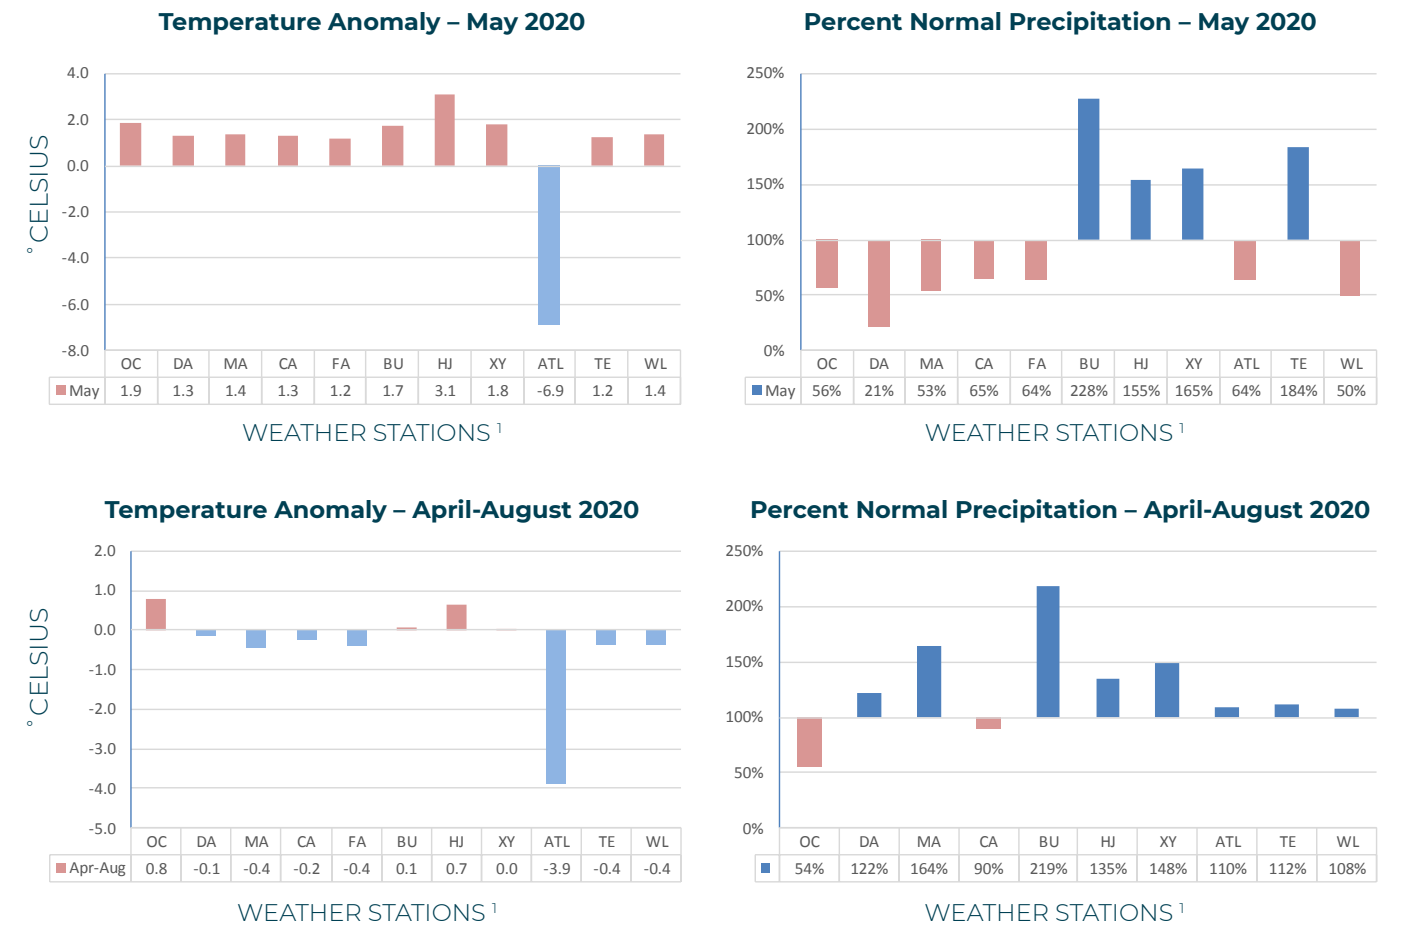 Temperature Anomaly – May 2020
4.0
2.0
0.0
-2.0
-4.0
-6.0
-8.0
° CELSIUS
OC DA MA CA FA BU HJ XY ATL TE WL
May 1.9 1.3 1.4 1.3 1.2 1.7 3.1 1.8 -6.9 1.2 1.4
WEATHER STATIONS ¹
Percent Normal Precipitation – May 2020
250%
200%
150%
100%
50%
0%
OC DA MA CA FA BU HJ XY ATL TE WL
May 56% 21% 53% 65% 64% 228% 155% 165% 64% 184% 50%
WEATHER STATIONS ¹
Temperature Anomaly – April-August 2020
2.0
1.0
0.0
-1.0
-2.0
-3.0
-4.0
-5.0
° CELSIUS
OC DA MA CA FA BU HJ XY ATL TE WL
Apr-Aug 0.8 -0.1 -0.4 -0.2 -0.4 0.1 0.7 0.0 -3.9 -0.4 -0.4
WEATHER STATIONS ¹
Percent Normal Precipitation – April-August 2020
250%
200%
150%
100%
50%
0%
OC DA MA CA BU HJ XY ATL TE WL
54% 122% 164% 90% 219% 135% 148% 110% 112% 108%
WEATHER STATIONS ¹